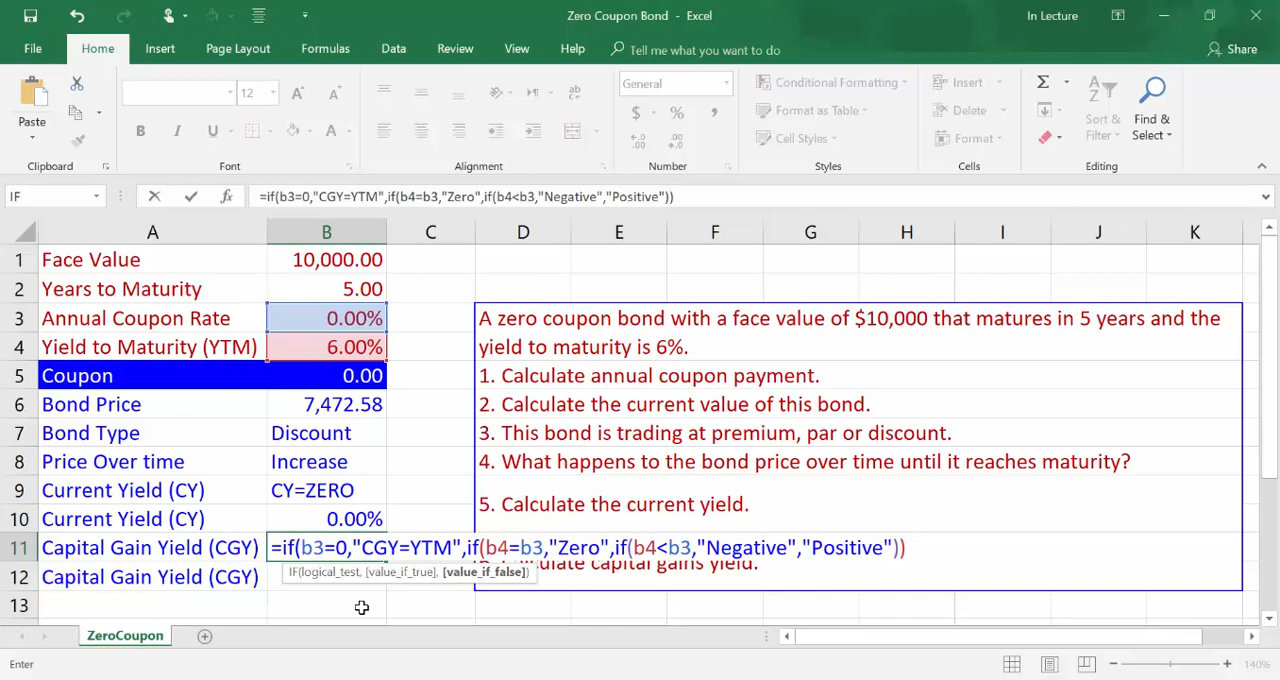 Zero Coupon Bond - Excel
In Lecture
File Home Insert Page Layout Formulas Data Review View Help Tell me what you want to do Share
Paste
Clipboard
12
Font
Alignment
General
Number
Conditional Formatting
Format as Table
Cell Styles
Styles
Insert
Delete
Format
Cells
Sort & Filter
Find & Select
Editing
IF =if(b3=0,"CGY=YTM",if(b4=b3,"Zero",if(b4<b3,"Negative","Positive"))
A B C D E F G H I J K
1 Face Value 10,000.00
2 Years to Maturity 5.00
3 Annual Coupon Rate 0.00% A zero coupon bond with a face value of $10,000 that matures in 5 years and the
4 Yield to Maturity (YTM) 6.00% yield to maturity is 6%.
5 Coupon 0.00 1. Calculate annual coupon payment.
6 Bond Price 7,472.58 2. Calculate the current value of this bond.
7 Bond Type Discount 3. This bond is trading at premium, par or discount.
8 Price Over time Increase 4. What happens to the bond price over time until it reaches maturity?
9 Current Yield (CY) CY=ZERO
5. Calculate the current yield.
10 Current Yield (CY) 0.00%
11 Capital Gain Yield (CGY) =if(b3=0,"CGY=YTM",if(b4=b3,"Zero",if(b4<b3,"Negative","Positive"))
IF(logical_test, [value_if_true], [value_if_false]) capital gains yield.
12 Capital Gain Yield (CGY)
13
ZeroCoupon
Enter
140%